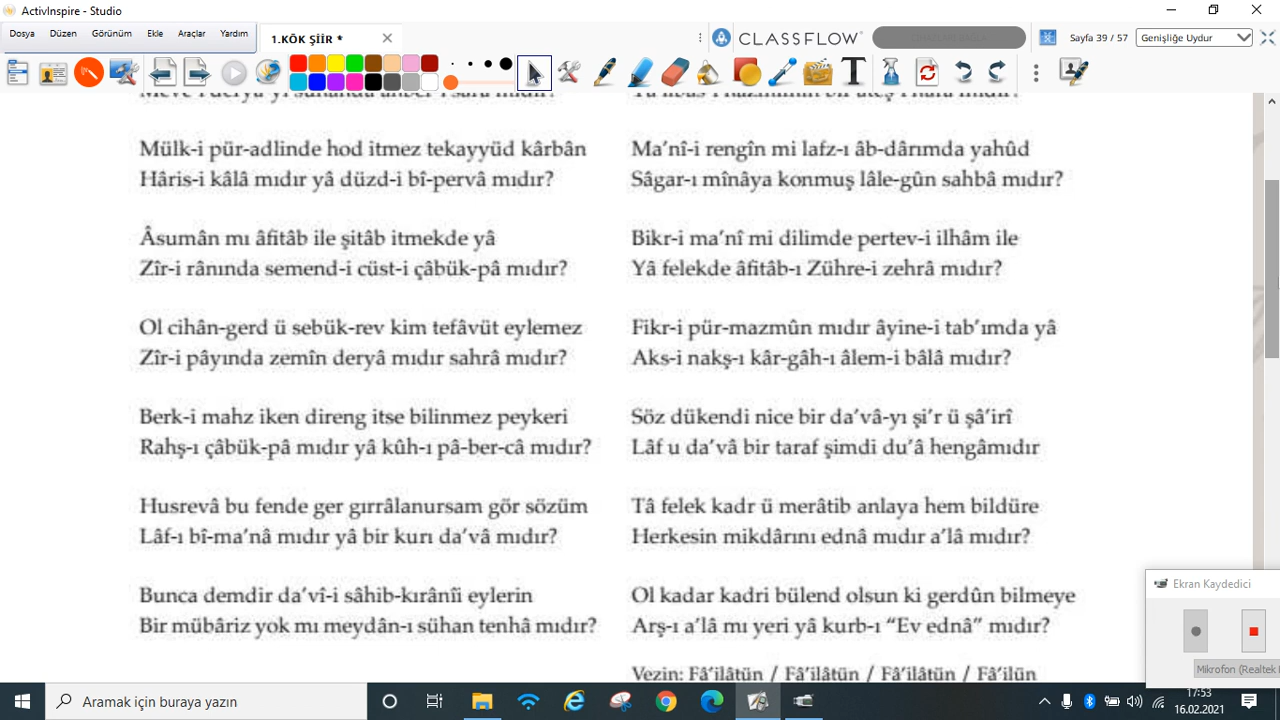 ActivInspire - Studio
Dosya Düzen Görünüm Ekle Araçlar Yardım
1.KÖK ŞİİR *
CLASSFLOW
Sayfa 39 / 57
Genişliğe Uydur
Mülk-i pür-adlinde hod itmez tekayyüd kârbân
Hâris-i kâlâ mıdır yâ düzd-i bî-pervâ mıdır?
Âsumân mı âfitâb ile şitâb itmekde yâ
Zîr-i rânında semend-i cüst-i çâbük-pâ mıdır?
Ol cihân-gerd ü sebük-rev kim tefâvüt eylemez
Zîr-i pâyında zemîn deryâ mıdır sahrâ mıdır?
Berk-i mahz iken direng itse bilinmez peykeri
Rahş-ı çâbük-pâ mıdır yâ kûh-ı pâ-ber-câ mıdır?
Husrevâ bu fende ger gırrâlanursam gör sözüm
Lâf-ı bî-ma’nâ mıdır yâ bir kurı da’vâ mıdır?
Bunca demdir da’vî-i sâhib-kırânîi eylerin
Bir mübâriz yok mı meydân-ı sühan tenhâ mıdır?
Ma’nî-i rengîn mi lafz-ı âb-dârımda yahûd
Sâgar-ı mînâya konmuş lâle-gûn sahbâ mıdır?
Bikr-i ma’nî mi dilimde pertev-i ilhâm ile
Yâ felekde âfitâb-ı Zühre-i zehrâ mıdır?
Fikr-i pür-mazmûn mıdır âyine-i tab’ımda yâ
Aks-i nakş-ı kâr-gâh-ı âlem-i bâlâ mıdır?
Söz dükendi nice bir da’vâ-yı şi’r ü şâ’irî
Lâf u da’vâ bir taraf şimdi du’â hengâmıdır
Tâ felek kadr ü merâtib anlaya hem bildüre
Herkesin mikdârını ednâ mıdır a’lâ mıdır?
Ol kadar kadri bülend olsun ki gerdûn bilmeye
Arş-ı a’lâ mı yeri yâ kurb-ı “Ev ednâ” mıdır?
Vezin: Fâ’ilâtün / Fâ’ilâtün / Fâ’ilâtün / Fâ’ilün
Ekran Kaydedici
Mikrofon (Realtek
Aramak için buraya yazın
17:53
16.02.2021